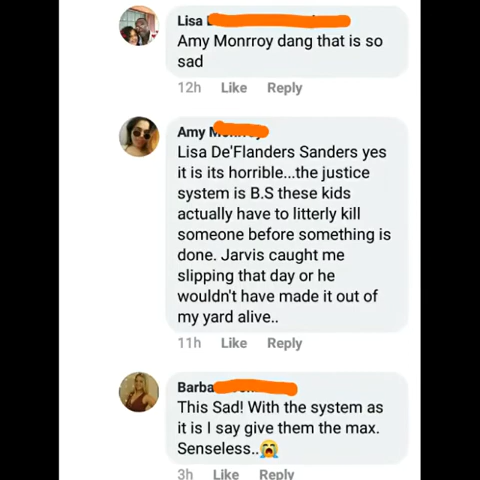 Lisa
Amy Monrroy dang that is so
sad
12h Like Reply
Amy
Lisa De'Flanders Sanders yes
it is its horrible...the justice
system is B.S these kids
actually have to litterly kill
someone before something is
done. Jarvis caught me
slipping that day or he
wouldn't have made it out of
my yard alive..
11h Like Reply
Barba
This Sad! With the system as
it is I say give them the max.
Senseless..😭
3h Like Reply